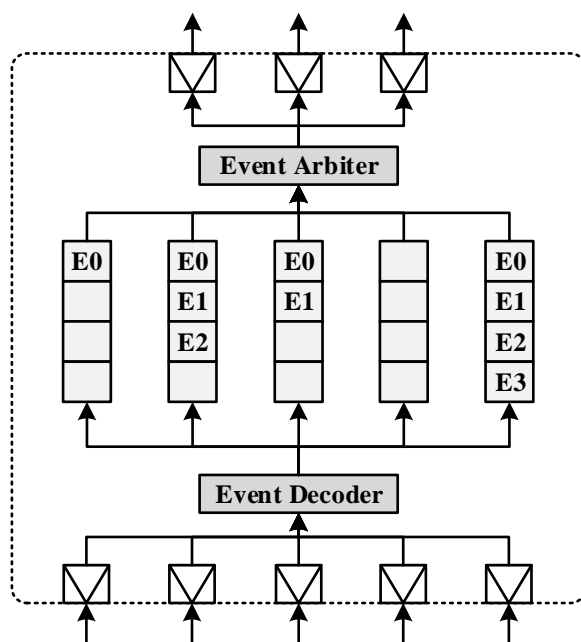 Event Arbiter
E0 E0 E0 E0
E1 E1 E1
E2 E2
E3
Event Decoder